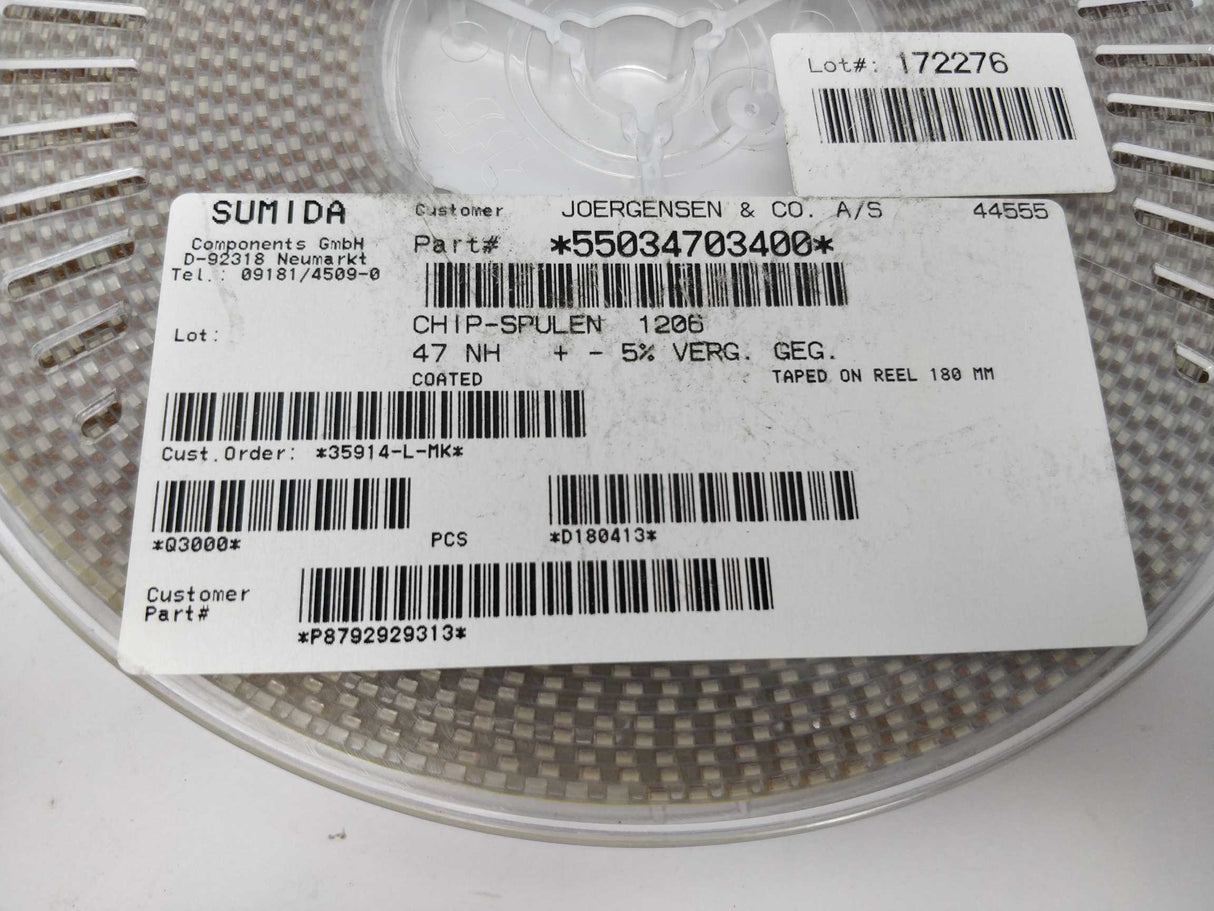 Lot#: 172276
SUMIDA
Components GmbH
D-92318 Neumarkt
Tel.: 09181/4509-0
Customer JOERGENSEN & CO. A/S 44555
Part# *55034703400*
Lot:
CHIP-SPULEN 1206
47 NH + - 5% VERG. GEG.
COATED TAPED ON REEL 180 MM
Cust.Order: *35914-L-MK*
*Q3000* PCS *D180413*
Customer
Part#
*P8792929313*